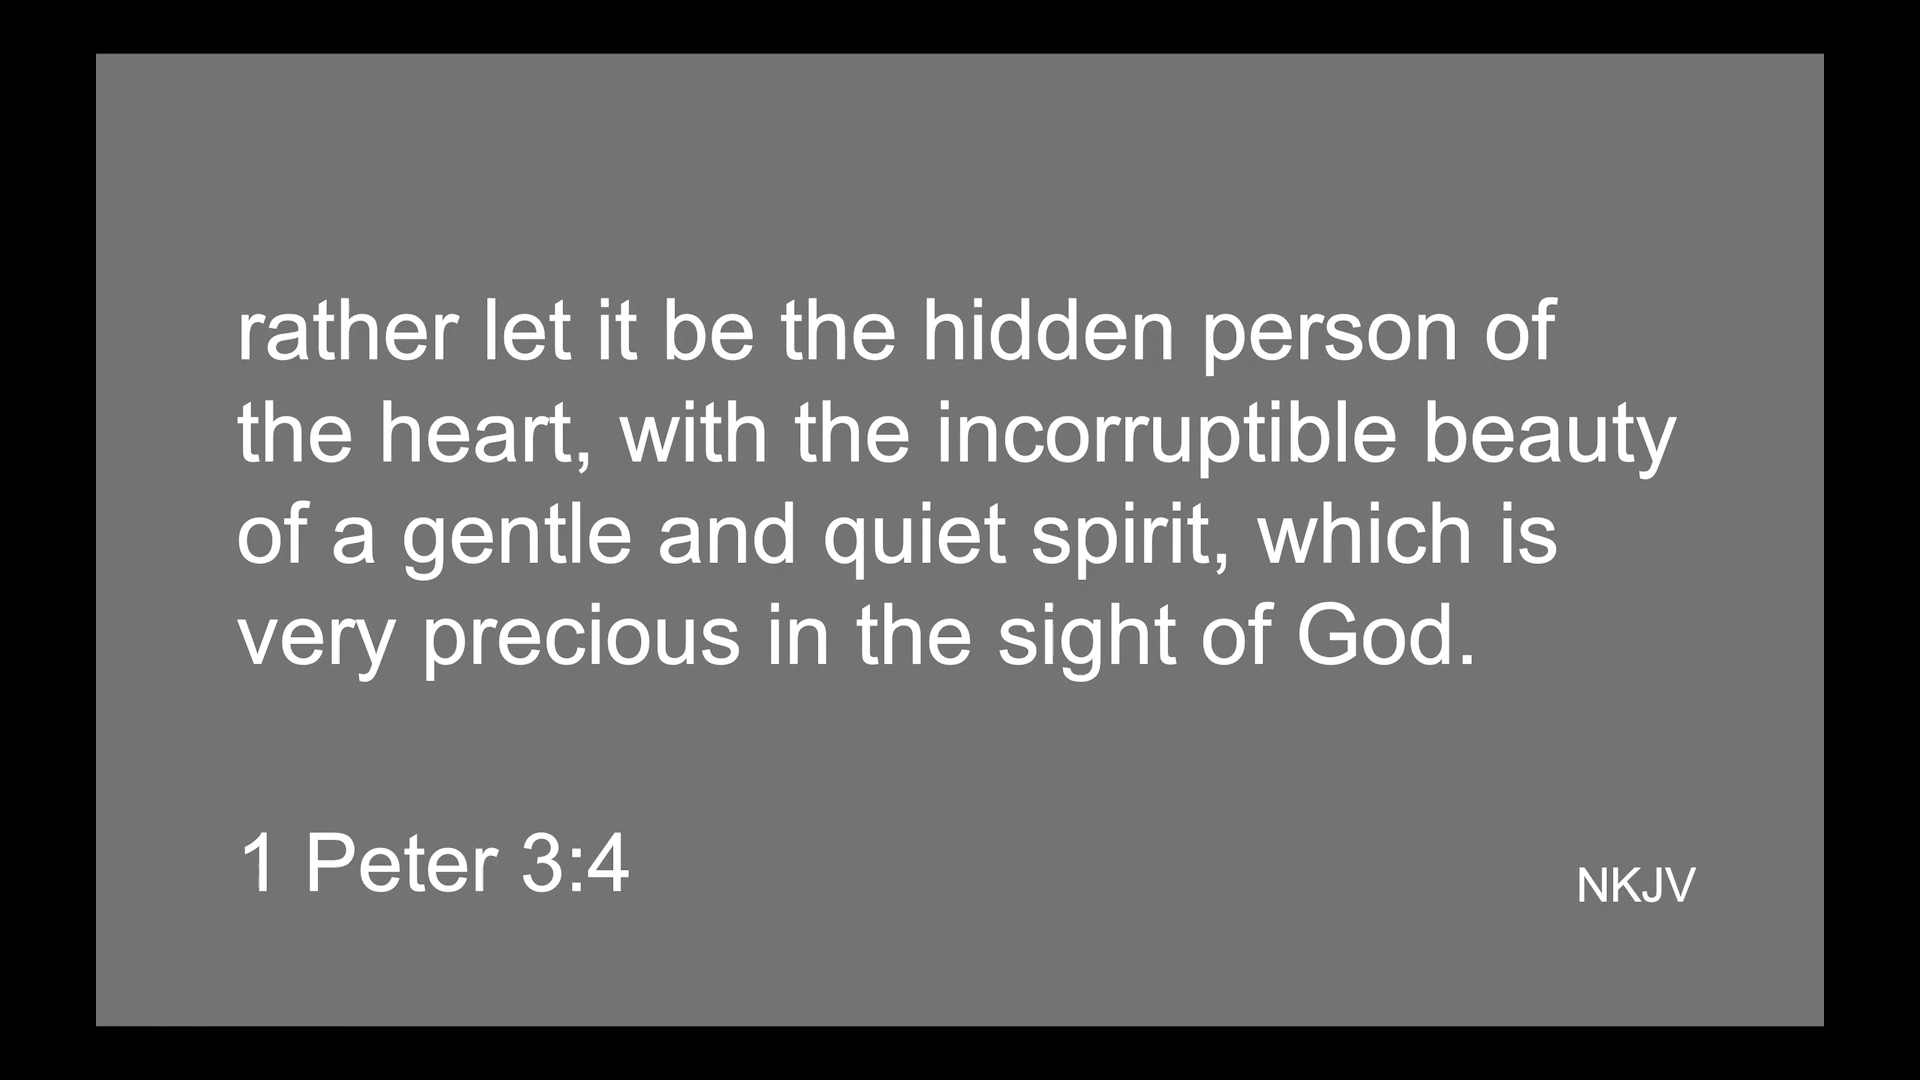 rather let it be the hidden person of
the heart, with the incorruptible beauty
of a gentle and quiet spirit, which is
very precious in the sight of God.
1 Peter 3:4
NKJV